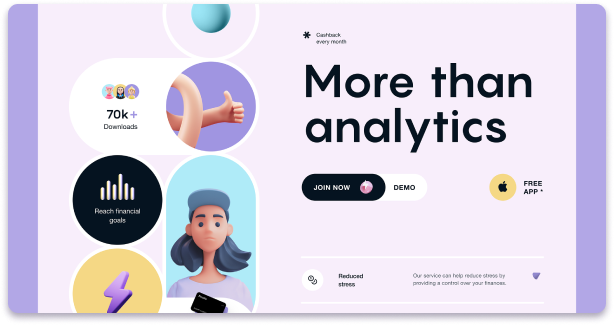 Cashback
every month
More than
analytics
70k+
Downloads
JOIN NOW
DEMO
FREE
APP *
Reach financial
goals
Reduced
stress
Our service can help reduce stress by
providing a control over your finances.